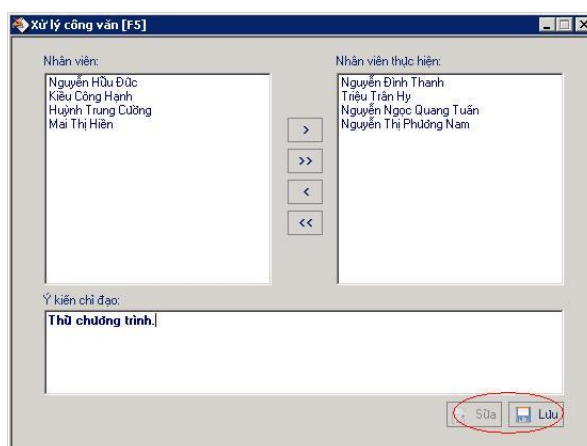 Xử lý công văn [F5]
Nhân viên:
Nhân viên thực hiện:
Nguyễn Hữu Đức
Kiều Công Hạnh
Huỳnh Trung Cường
Mai Thị Hiền
Nguyễn Đình Thanh
Triệu Trân Hy
Nguyễn Ngọc Quang Tuấn
Nguyễn Thị Phương Nam
>
>>
<
<<
Ý kiến chỉ đạo:
Thử chương trình.
Sửa
Lưu